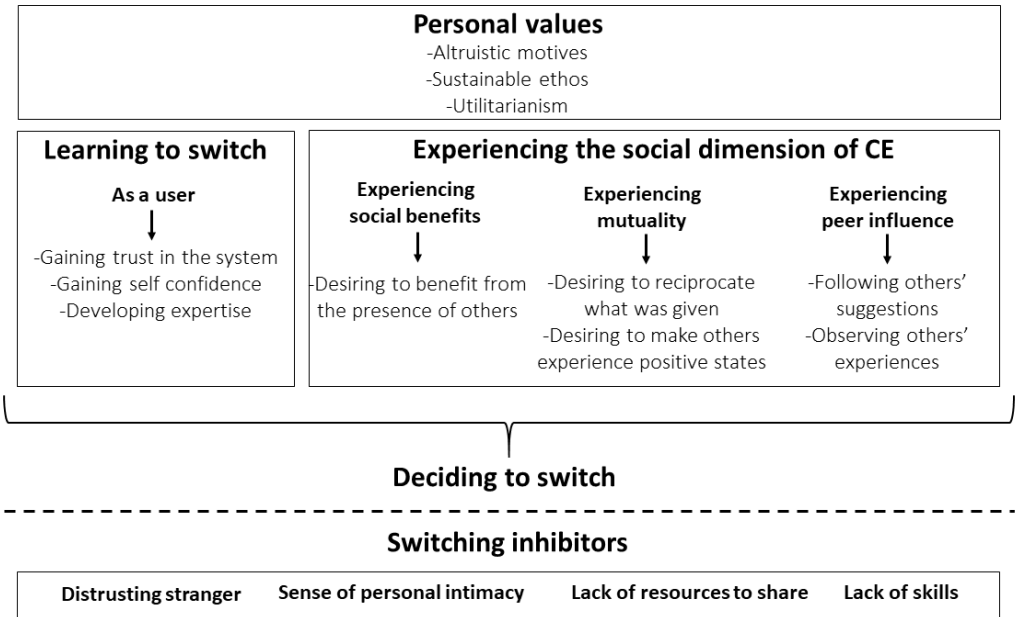 Personal values
-Altruistic motives
-Sustainable ethos
-Utilitarianism
Learning to switch
As a user
-Gaining trust in the system
-Gaining self confidence
-Developing expertise
Experiencing the social dimension of CE
Experiencing
social benefits
-Desiring to benefit from
the presence of others
Experiencing
mutuality
-Desiring to reciprocate
what was given
-Desiring to make others
experience positive states
Experiencing
peer influence
-Following others’
suggestions
-Observing others’
experiences
Deciding to switch
Switching inhibitors
Distrusting stranger
Sense of personal intimacy
Lack of resources to share
Lack of skills